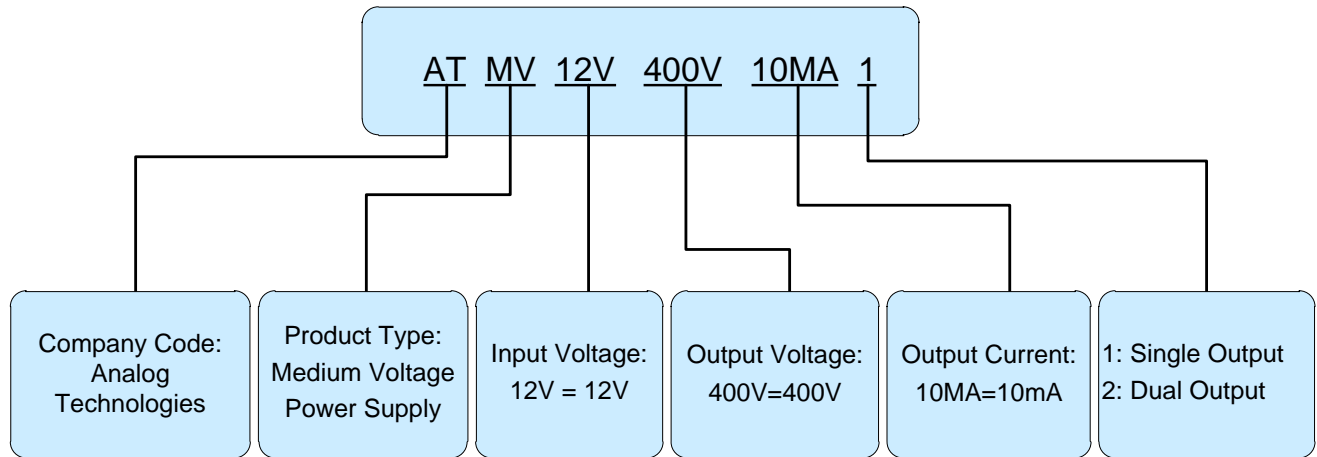 AT MV 12V 400V 10MA 1
Company Code:
Analog
Technologies
Product Type:
Medium Voltage
Power Supply
Input Voltage:
12V = 12V
Output Voltage:
400V=400V
Output Current:
10MA=10mA
1: Single Output
2: Dual Output